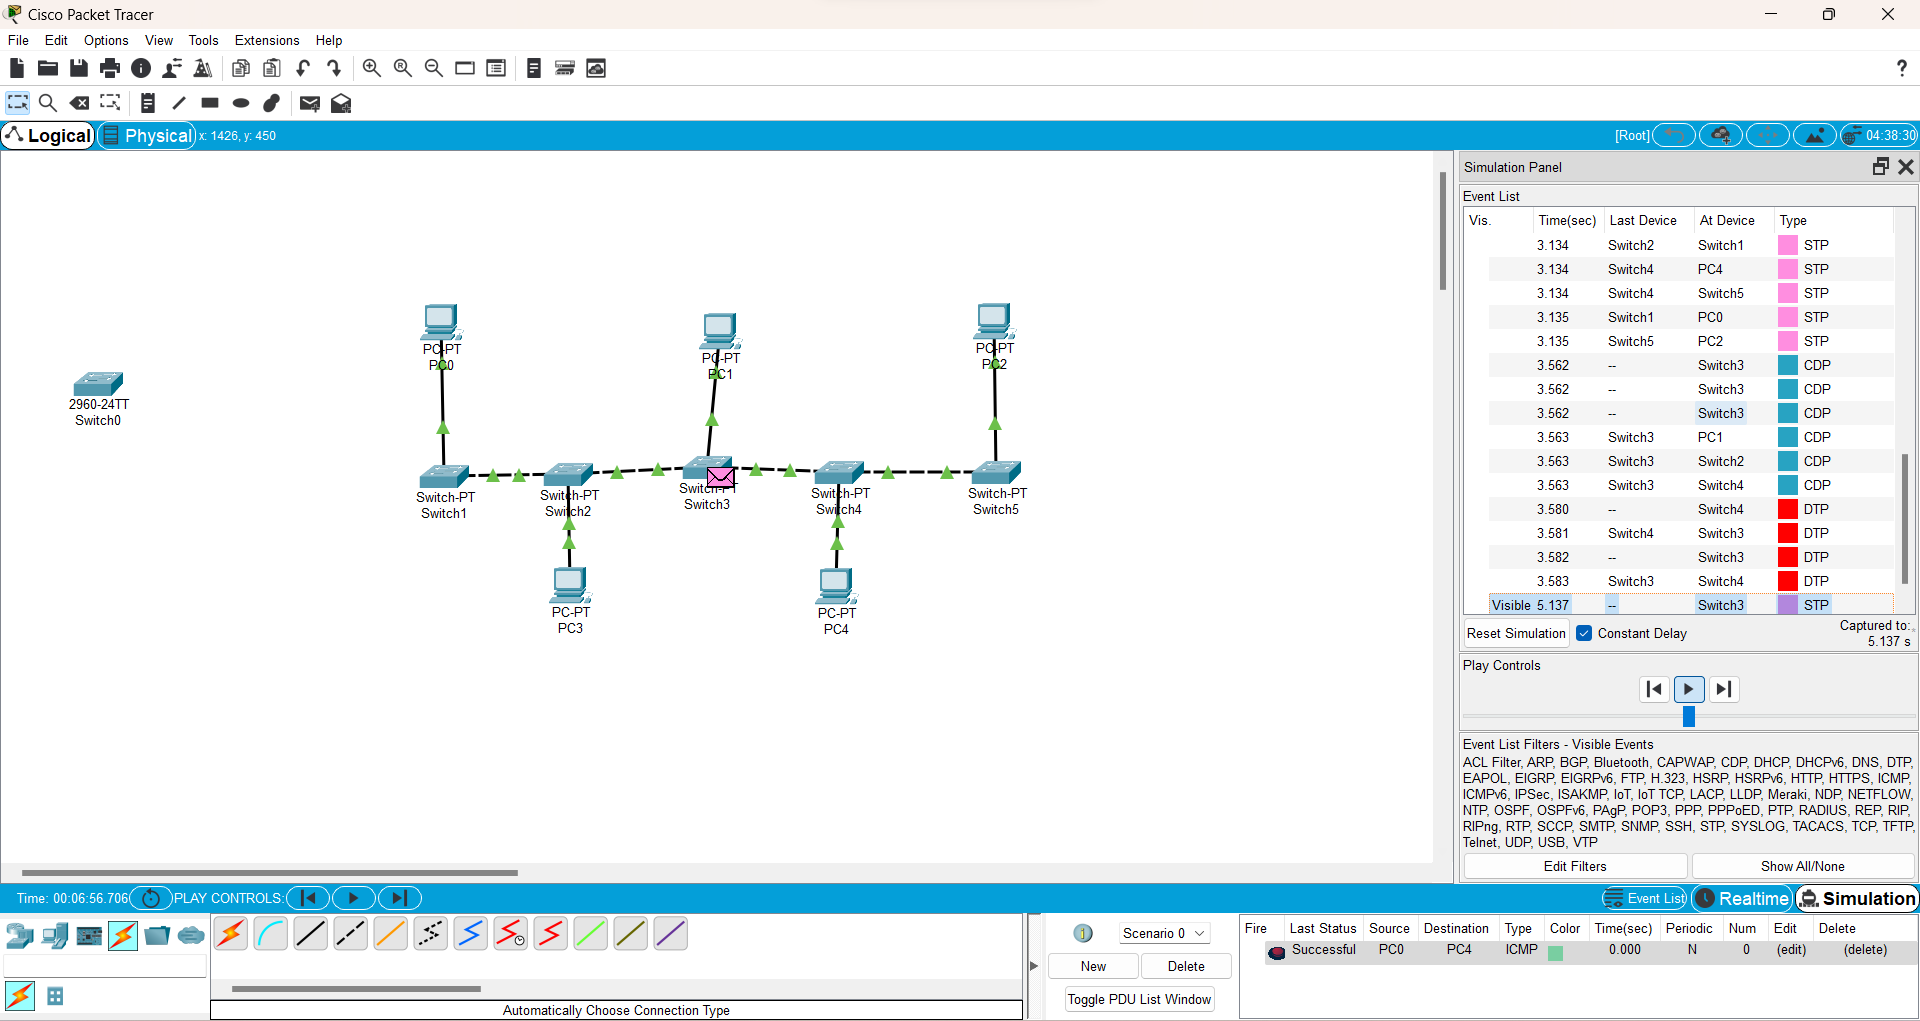 Cisco Packet Tracer
File Edit Options View Tools Extensions Help
?
Logical Physical x: 1426, y: 450 [Root] 04:38:30
PC-PT
PC0
PC-PT
PC1
PC-PT
PC2
2960-24TT
Switch0
Switch-PT
Switch1
Switch-PT
Switch2
Switch-PT
Switch3
Switch-PT
Switch4
Switch-PT
Switch5
PC-PT
PC3
PC-PT
PC4
Simulation Panel
Event List
Vis. Time(sec) Last Device At Device Type
3.134 Switch2 Switch1 STP
3.134 Switch4 PC4 STP
3.134 Switch4 Switch5 STP
3.135 Switch1 PC0 STP
3.135 Switch5 PC2 STP
3.562 -- Switch3 CDP
3.562 -- Switch3 CDP
3.562 -- Switch3 CDP
3.563 Switch3 PC1 CDP
3.563 Switch3 Switch2 CDP
3.563 Switch3 Switch4 CDP
3.580 -- Switch4 DTP
3.581 Switch4 Switch3 DTP
3.582 -- Switch3 DTP
3.583 Switch3 Switch4 DTP
Visible 5.137 -- Switch3 STP
Reset Simulation Constant Delay Captured to:
5.137 s
Play Controls
Event List Filters - Visible Events
ACL Filter, ARP, BGP, Bluetooth, CAPWAP, CDP, DHCP, DHCPv6, DNS, DTP,
EAPOL, EIGRP, EIGRPv6, FTP, H.323, HSRP, HSRPv6, HTTP, HTTPS, ICMP,
ICMPv6, IPSec, ISAKMP, IoT, IoT TCP, LACP, LLDP, Meraki, NDP, NETFLOW,
NTP, OSPF, OSPFv6, PAgP, POP3, PPP, PPPoED, PTP, RADIUS, REP, RIP,
RIPng, RTP, SCCP, SMTP, SNMP, SSH, STP, SYSLOG, TACACS, TCP, TFTP,
Telnet, UDP, USB, VTP
Edit Filters Show All/None
Time: 00:06:56.706 PLAY CONTROLS: Event List Realtime Simulation
Automatically Choose Connection Type
1 Scenario 0
New Delete
Toggle PDU List Window
Fire Last Status Source Destination Type Color Time(sec) Periodic Num Edit Delete
Successful PC0 PC4 ICMP 0.000 N 0 (edit) (delete)